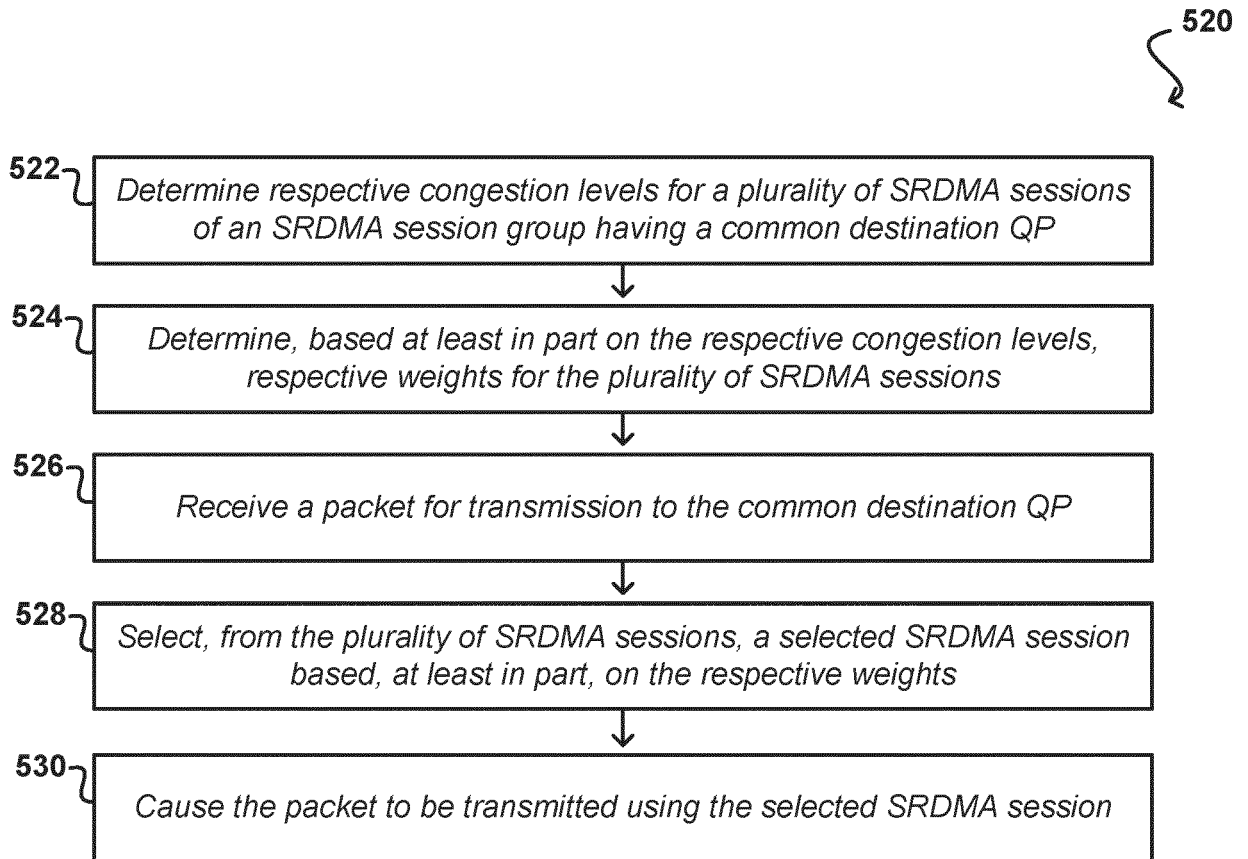 520
522
Determine respective congestion levels for a plurality of SRDMA sessions
of an SRDMA session group having a common destination QP
524
Determine, based at least in part on the respective congestion levels,
respective weights for the plurality of SRDMA sessions
526
Receive a packet for transmission to the common destination QP
528
Select, from the plurality of SRDMA sessions, a selected SRDMA session
based, at least in part, on the respective weights
530
Cause the packet to be transmitted using the selected SRDMA session